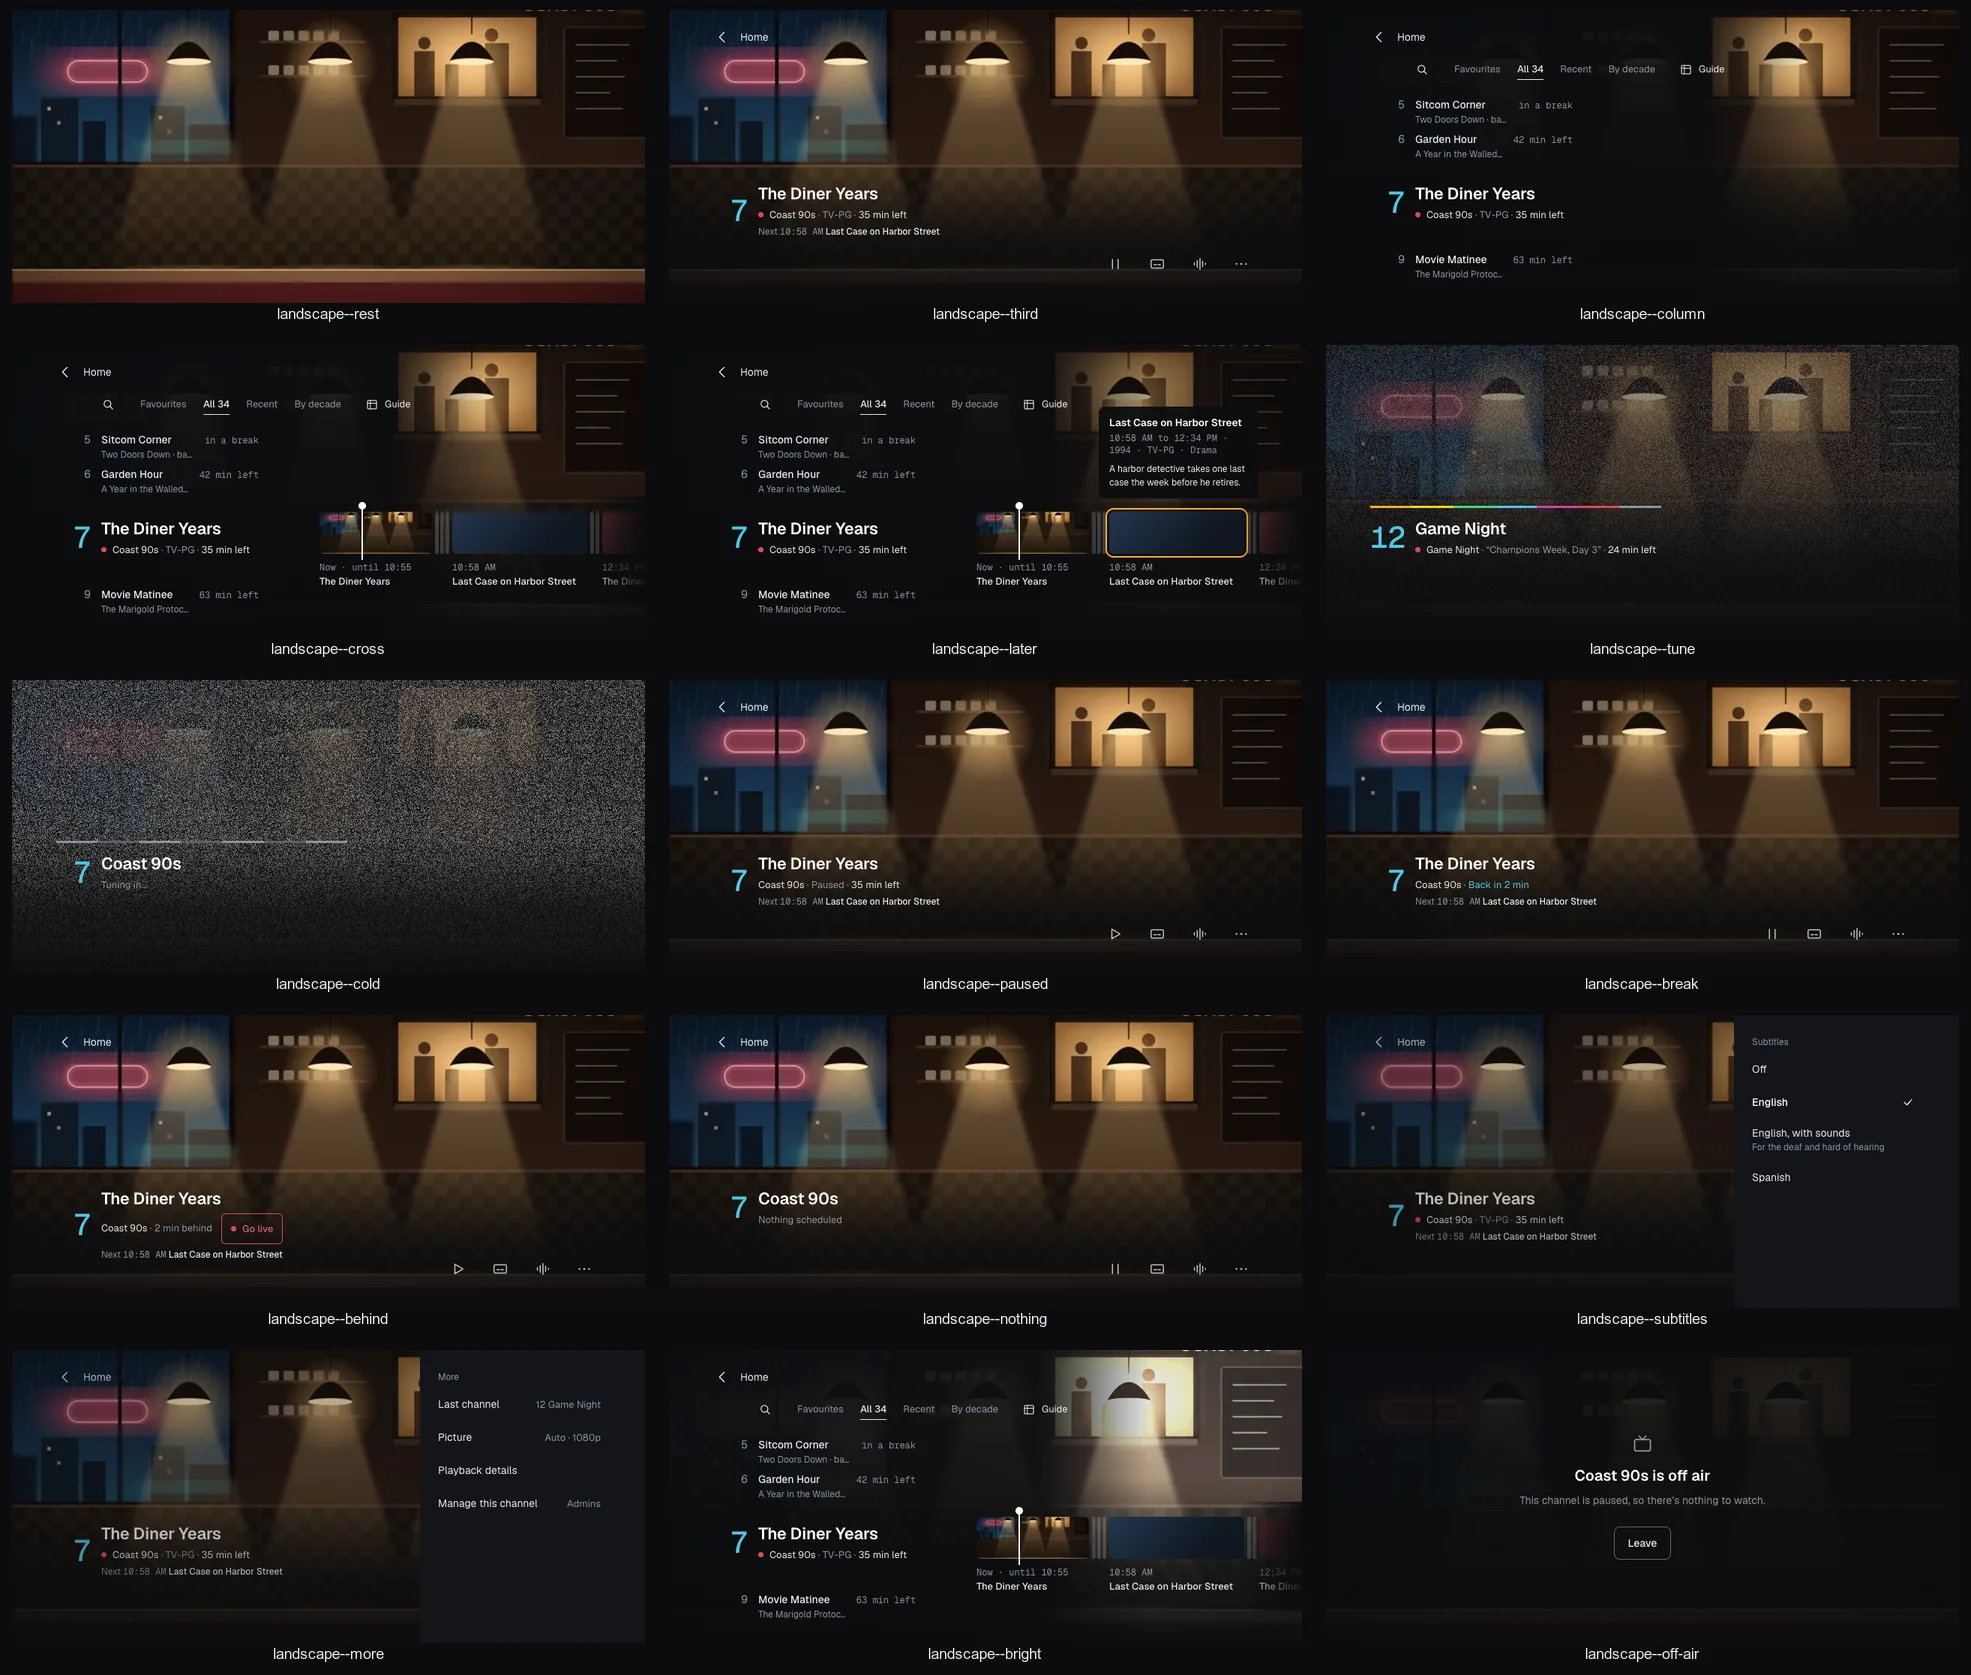 landscape--rest
Home
7
The Diner Years
Coast 90s · TV-PG · 35 min left
Next 10:58 AM Last Case on Harbor Street
landscape--third
Home
Favourites All 34 Recent By decade Guide
5 Sitcom Corner in a break
Two Doors Down · ba...
6 Garden Hour 42 min left
A Year in the Walled...
7 The Diner Years
Coast 90s · TV-PG · 35 min left
9 Movie Matinee 63 min left
The Marigold Protoc...
landscape--column
Home
Favourites All 34 Recent By decade Guide
5 Sitcom Corner in a break
Two Doors Down · ba...
6 Garden Hour 42 min left
A Year in the Walled...
7 The Diner Years
Coast 90s · TV-PG · 35 min left
Now · until 10:55 10:58 AM 12:34
The Diner Years Last Case on Harbor Street The Dine
9 Movie Matinee 63 min left
The Marigold Protoc...
landscape--cross
Home
Favourites All 34 Recent By decade Guide
Last Case on Harbor Street
10:58 AM to 12:34 PM ·
1994 · TV-PG · Drama
A harbor detective takes one last
case the week before he retires.
5 Sitcom Corner in a break
Two Doors Down · ba...
6 Garden Hour 42 min left
A Year in the Walled...
7 The Diner Years
Coast 90s · TV-PG · 35 min left
Now · until 10:55 10:58 AM 12:34
The Diner Years Last Case on Harbor Street The Dine
9 Movie Matinee 63 min left
The Marigold Protoc...
landscape--later
12 Game Night
Game Night · "Champions Week, Day 3" · 24 min left
landscape--tune
7 Coast 90s
Tuning in...
landscape--cold
Home
7 The Diner Years
Coast 90s · Paused · 35 min left
Next 10:58 AM Last Case on Harbor Street
landscape--paused
Home
7 The Diner Years
Coast 90s · Back in 2 min
Next 10:58 AM Last Case on Harbor Street
landscape--break
Home
7 The Diner Years
Coast 90s · 2 min behind Go live
Next 10:58 AM Last Case on Harbor Street
landscape--behind
Home
7 Coast 90s
Nothing scheduled
landscape--nothing
Home
7 The Diner Years
Coast 90s · TV-PG · 35 min left
Next 10:58 AM Last Case on Harbor Street
Subtitles
Off
English
English, with sounds
For the deaf and hard of hearing
Spanish
landscape--subtitles
Home
7 The Diner Years
Coast 90s · TV-PG · 35 min left
Next 10:58 AM Last Case on Harbor Street
More
Last channel 12 Game Night
Picture Auto · 1080p
Playback details
Manage this channel Admins
landscape--more
Home
Favourites All 34 Recent By decade Guide
5 Sitcom Corner in a break
Two Doors Down · ba...
6 Garden Hour 42 min left
A Year in the Walled...
7 The Diner Years
Coast 90s · TV-PG · 35 min left
Now · until 10:55 10:58 AM 12:34
The Diner Years Last Case on Harbor Street The Dine
9 Movie Matinee 63 min left
The Marigold Protoc...
landscape--bright
Coast 90s is off air
This channel is paused, so there's nothing to watch.
Leave
landscape--off-air